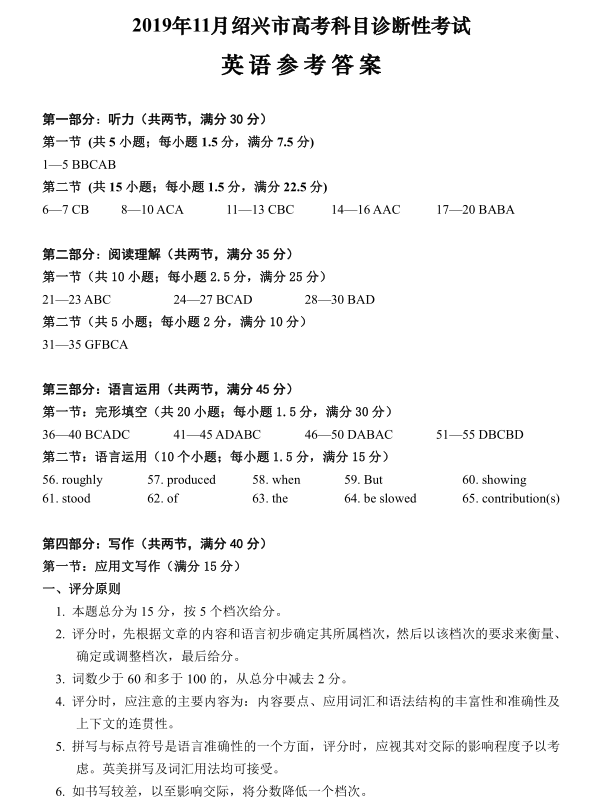 2019年11月绍兴市高考科目诊断性考试
英语参考答案
第一部分：听力（共两节，满分 30 分）
第一节 (共 5 小题；每小题 1.5 分，满分 7.5 分)
1—5 BBCAB
第二节 (共 15 小题；每小题 1.5 分，满分 22.5 分)
6—7 CB 8—10 ACA 11—13 CBC 14—16 AAC 17—20 BABA
第二部分：阅读理解（共两节，满分 35 分）
第一节（共 10 小题；每小题 2.5 分，满分 25 分）
21—23 ABC 24—27 BCAD 28—30 BAD
第二节（共 5 小题；每小题 2 分，满分 10 分）
31—35 GFBCA
第三部分：语言运用（共两节，满分 45 分）
第一节：完形填空（共 20 小题；每小题 1.5 分，满分 30 分）
36—40 BCADC 41—45 ADABC 46—50 DABAC 51—55 DBCBD
第二节：语言运用（10 个小题；每小题 1.5 分，满分 15 分）
56. roughly 57. produced 58. when 59. But 60. showing
61. stood 62. of 63. the 64. be slowed 65. contribution(s)
第四部分：写作（共两节，满分 40 分）
第一节：应用文写作（满分 15 分）
一、评分原则
1. 本题总分为 15 分，按 5 个档次给分。
2. 评分时，先根据文章的内容和语言初步确定其所属档次，然后以该档次的要求来衡量、
确定或调整档次，最后给分。
3. 词数少于 60 和多于 100 的，从总分中减去 2 分。
4. 评分时，应注意的主要内容为：内容要点、应用词汇和语法结构的丰富性和准确性及
上下文的连贯性。
5. 拼写与标点符号是语言准确性的一个方面，评分时，应视其对交际的影响程度予以考
虑。英美拼写及词汇用法均可接受。
6. 如书写较差，以至影响交际，将分数降低一个档次。